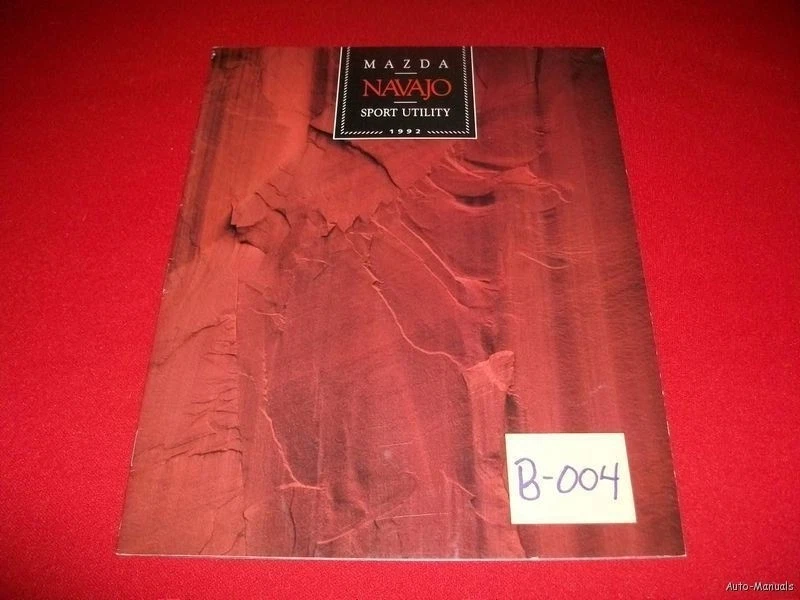 MAZDA
NAVAJO
SPORT UTILITY
1992
B-004
Auto-Manuals